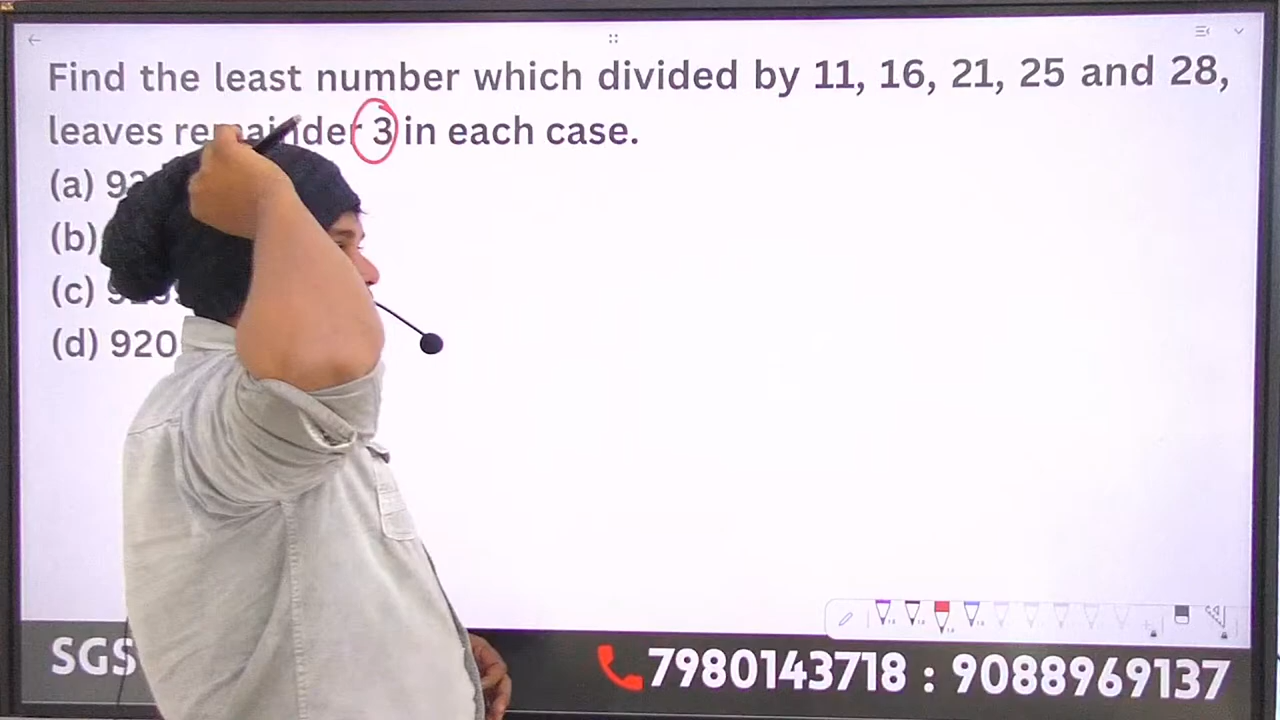 Find the least number which divided by 11, 16, 21, 25 and 28,
leaves remainder 3 in each case.
(a)
(b)
(c)
(d) 920
SGS
7980143718 : 9088969137